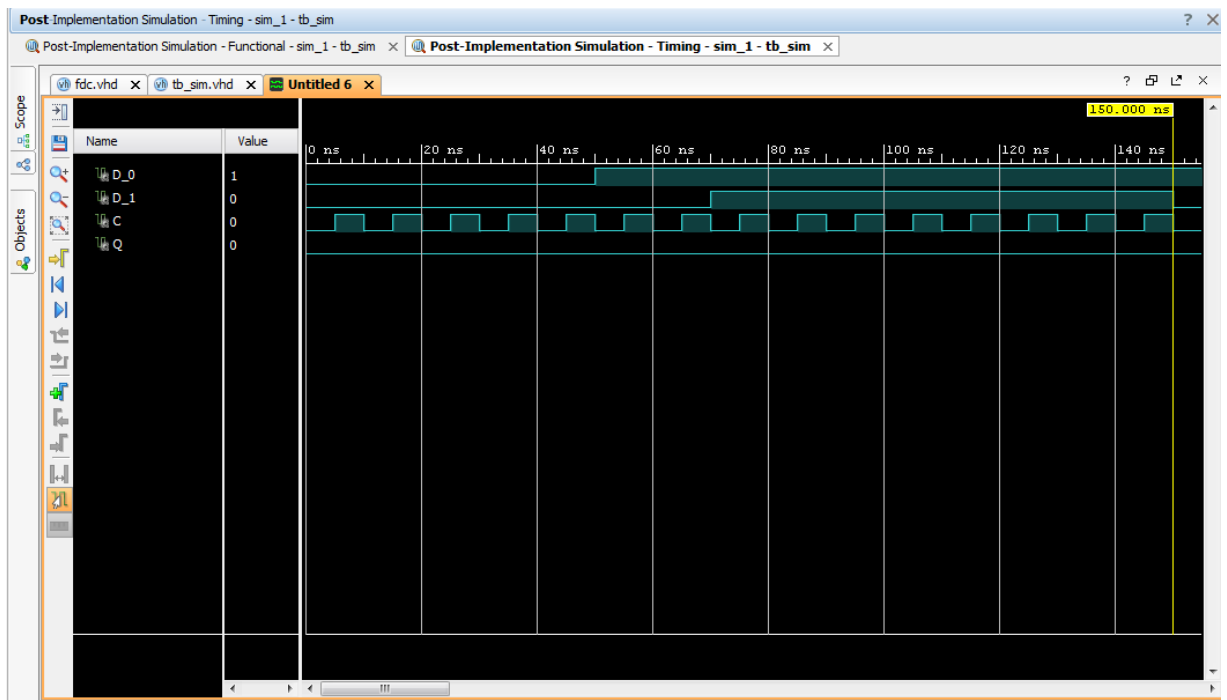 Post-Implementation Simulation - Timing - sim_1 - tb_sim
Post-Implementation Simulation - Functional - sim_1 - tb_sim Post-Implementation Simulation - Timing - sim_1 - tb_sim
fdc.vhd tb_sim.vhd Untitled 6
Scope
Objects
150.000 ns
Name Value
0 ns 20 ns 40 ns 60 ns 80 ns 100 ns 120 ns 140 ns
D_0 1
D_1 0
C 0
Q 0